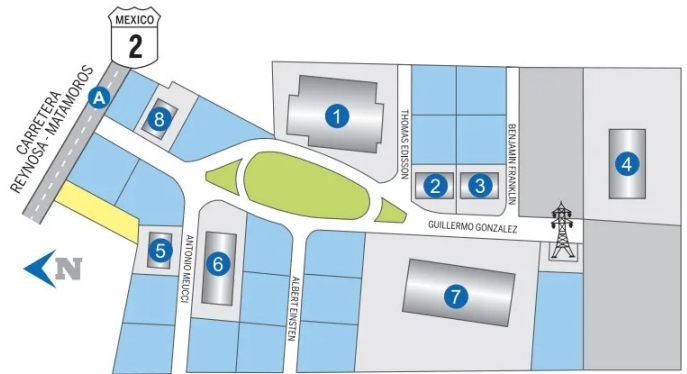 MEXICO
2
CARRETERA
REYNOSA - MATAMOROS
A
8
1
THOMAS EDISSON
BENJAMIN FRANKLIN
4
2
3
GUILLERMO GONZALEZ
5
6
ANTONIO MEUCCI
ALBERT EINSTEN
7
N